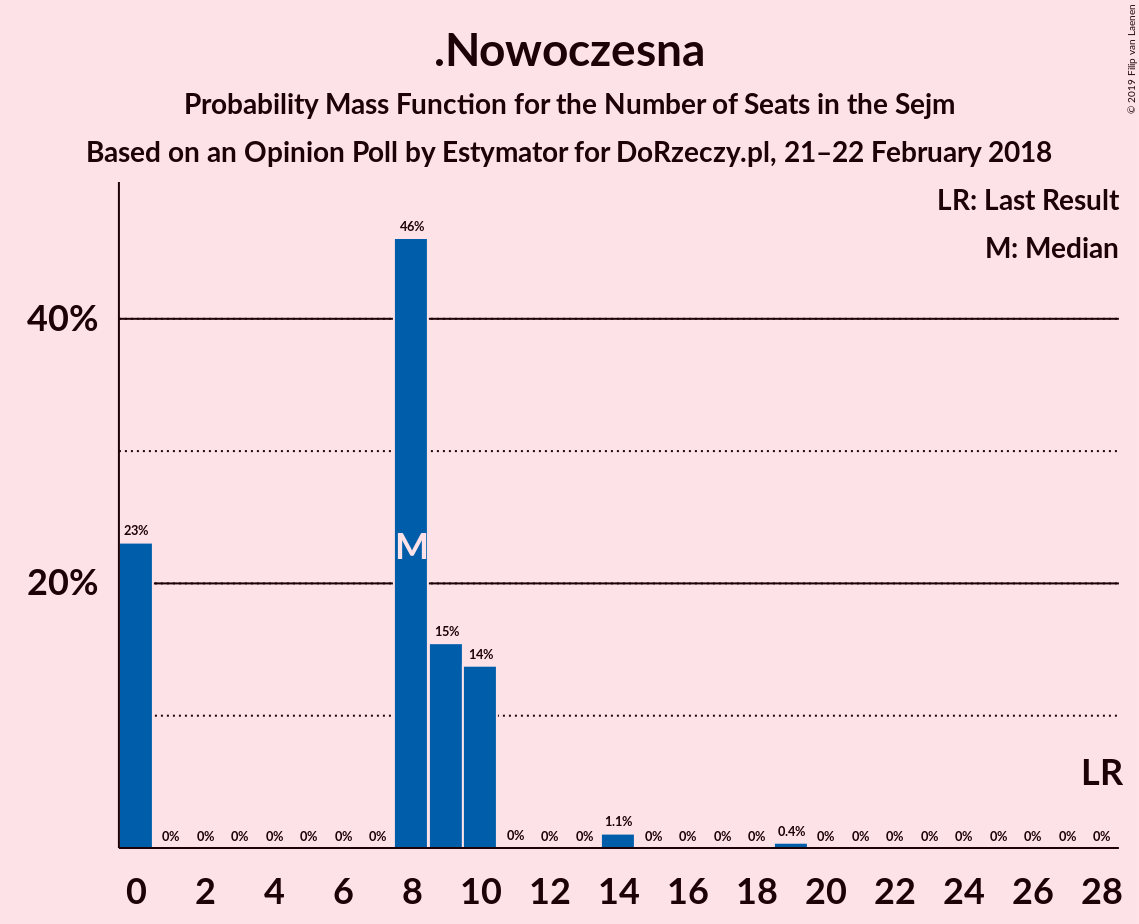 .Nowoczesna
Probability Mass Function for the Number of Seats in the Sejm
Based on an Opinion Poll by Estymator for DoRzeczy.pl, 21–22 February 2018
© 2019 Filip van Laenen
LR: Last Result
M: Median
46%
40%
23%
M
20%
15%
14%
LR
0% 0% 0% 0% 0% 0% 0% 0% 0% 0% 1.1% 0% 0% 0% 0% 0.4% 0% 0% 0% 0% 0% 0% 0% 0% 0%
0 2 4 6 8 10 12 14 16 18 20 22 24 26 28